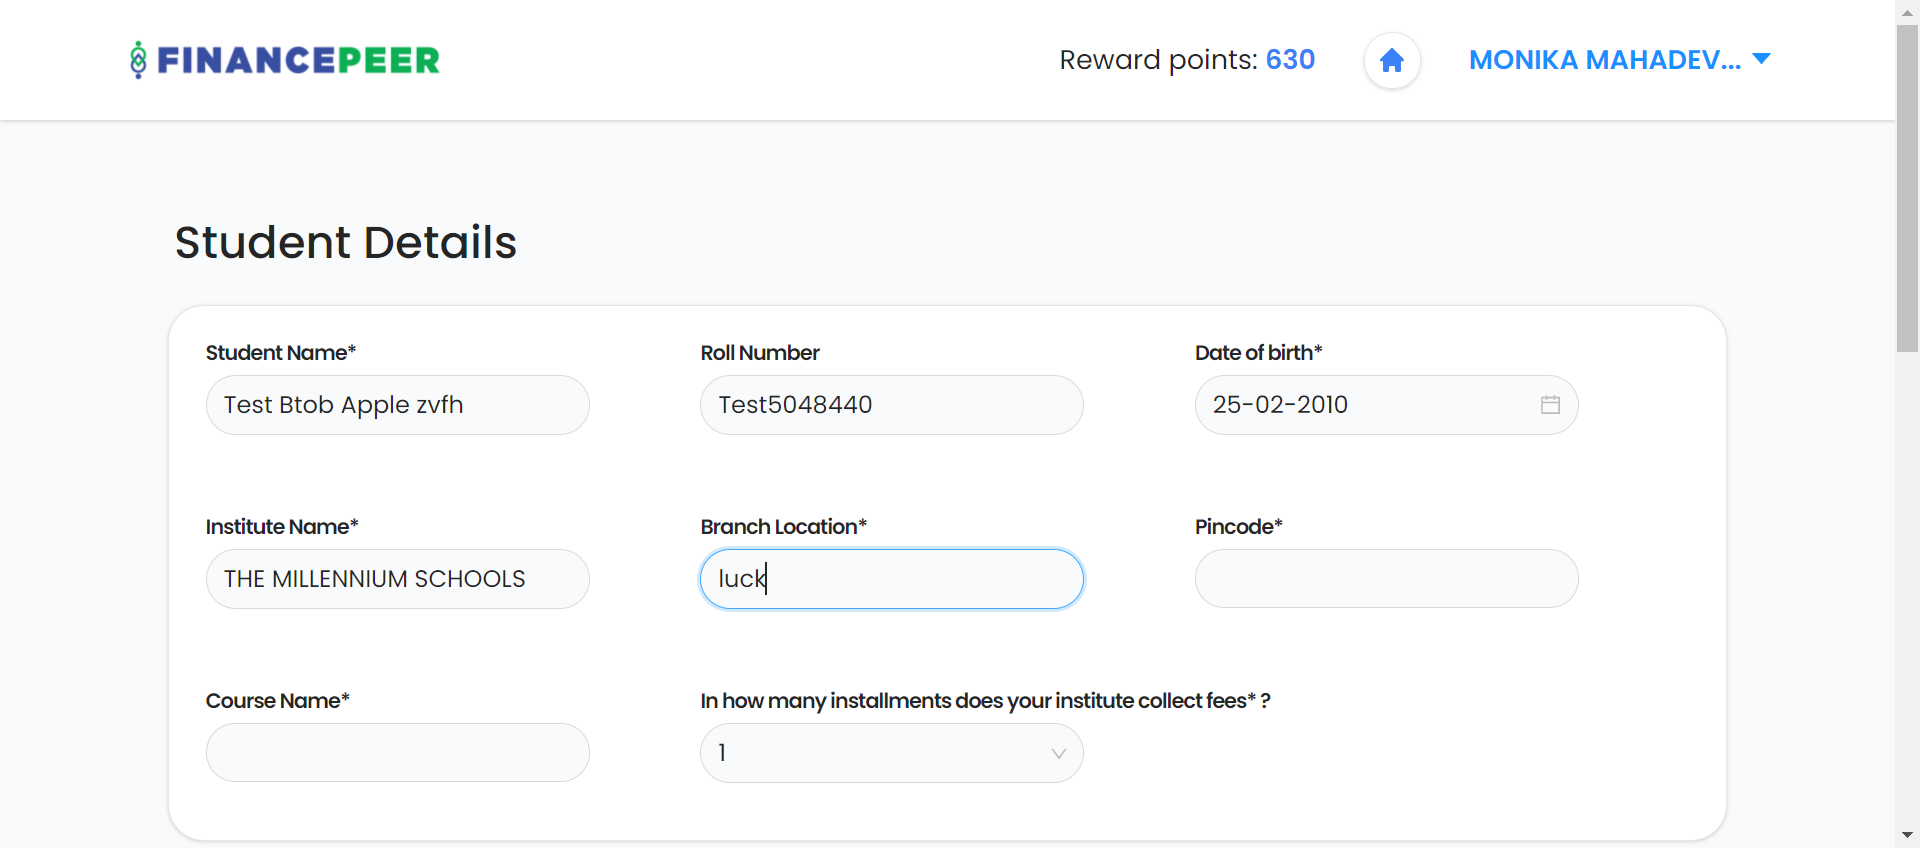 FINANCEPEER
Reward points: 630
MONIKA MAHADEV...
Student Details
Student Name*
Roll Number
Date of birth*
Test Btob Apple zvfh
Test5048440
25-02-2010
Institute Name*
Branch Location*
Pincode*
THE MILLENNIUM SCHOOLS
luck
Course Name*
In how many installments does your institute collect fees* ?
1